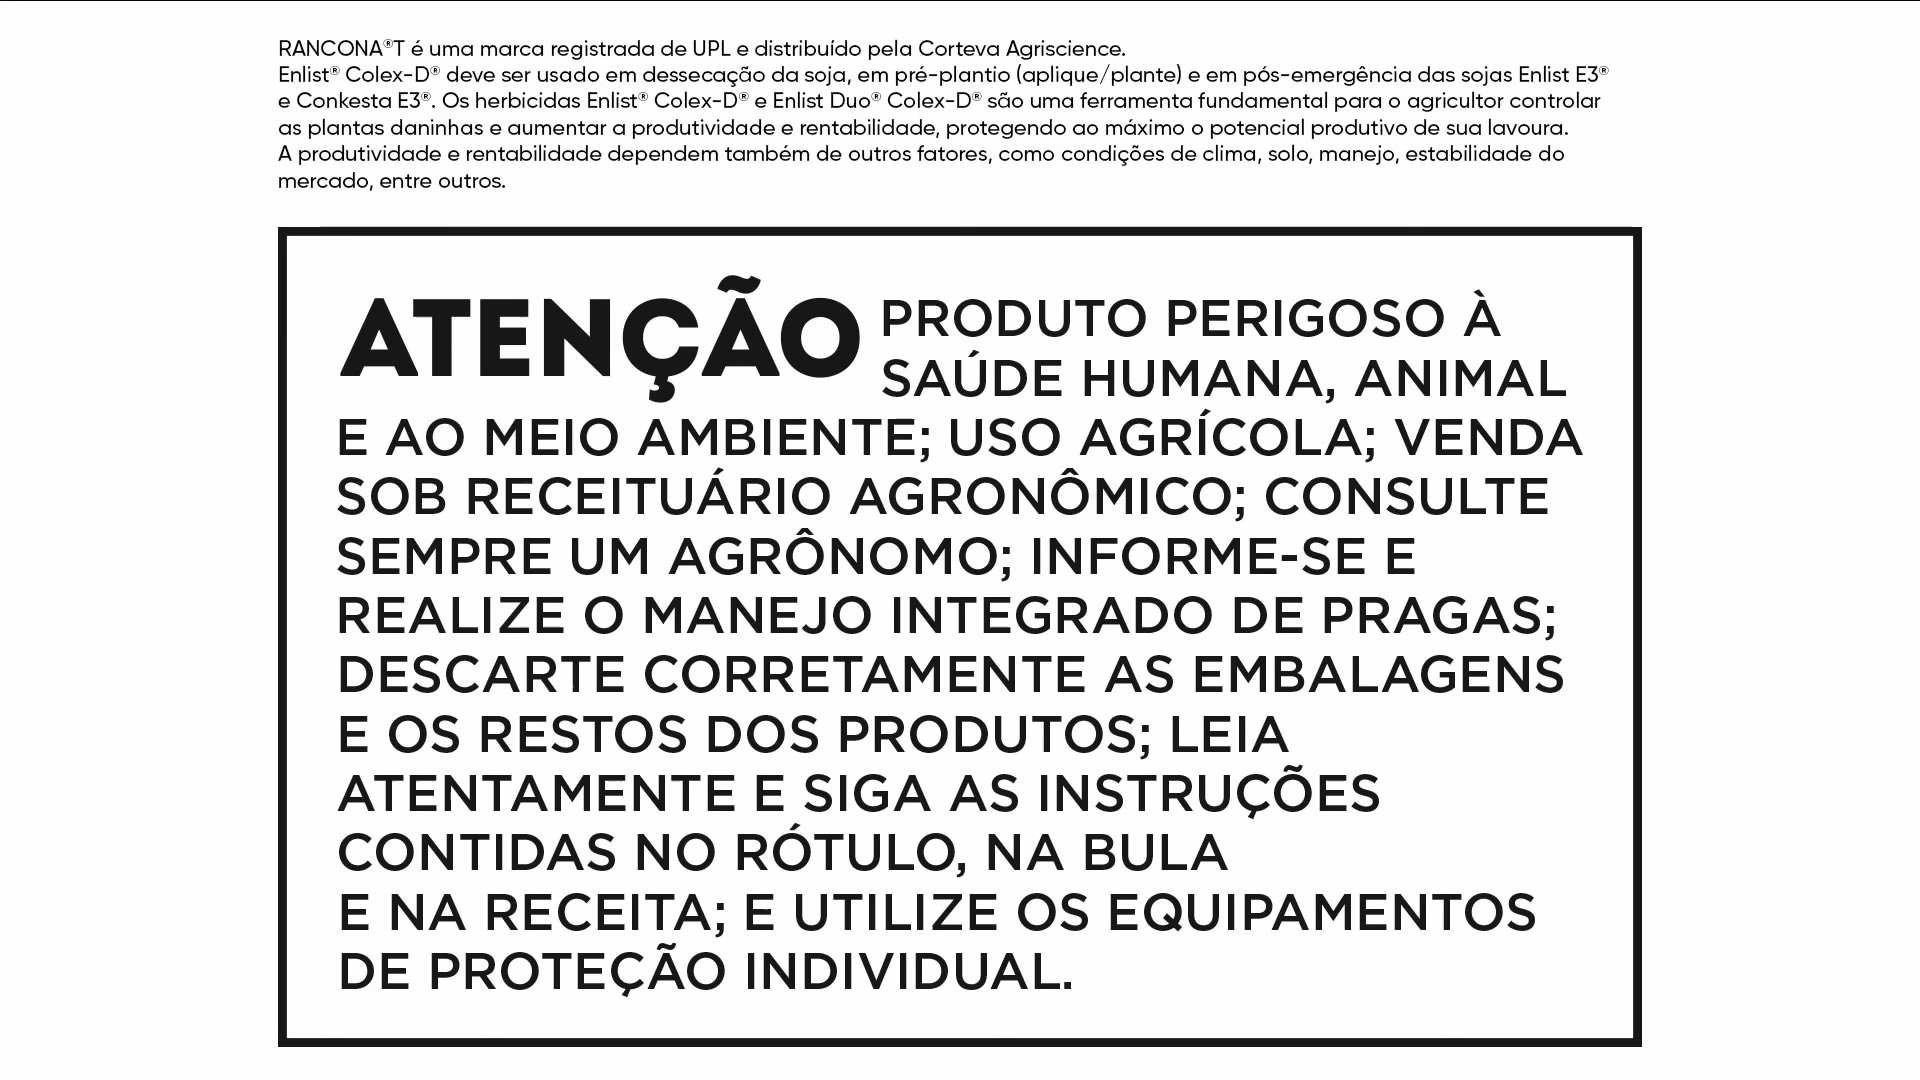 RANCONA®T é uma marca registrada de UPL e distribuído pela Corteva Agriscience.
Enlist® Colex-D® deve ser usado em dessecação da soja, em pré-plantio (aplique/plante) e em pós-emergência das sojas Enlist E3®
e Conkesta E3®. Os herbicidas Enlist® Colex-D® e Enlist Duo® Colex-D® são uma ferramenta fundamental para o agricultor controlar
as plantas daninhas e aumentar a produtividade e rentabilidade, protegendo ao máximo o potencial produtivo de sua lavoura.
A produtividade e rentabilidade dependem também de outros fatores, como condições de clima, solo, manejo, estabilidade do
mercado, entre outros.
ATENÇÃO PRODUTO PERIGOSO À
SAÚDE HUMANA, ANIMAL
E AO MEIO AMBIENTE; USO AGRÍCOLA; VENDA
SOB RECEITUÁRIO AGRONÔMICO; CONSULTE
SEMPRE UM AGRÔNOMO; INFORME-SE E
REALIZE O MANEJO INTEGRADO DE PRAGAS;
DESCARTE CORRETAMENTE AS EMBALAGENS
E OS RESTOS DOS PRODUTOS; LEIA
ATENTAMENTE E SIGA AS INSTRUÇÕES
CONTIDAS NO RÓTULO, NA BULA
E NA RECEITA; E UTILIZE OS EQUIPAMENTOS
DE PROTEÇÃO INDIVIDUAL.